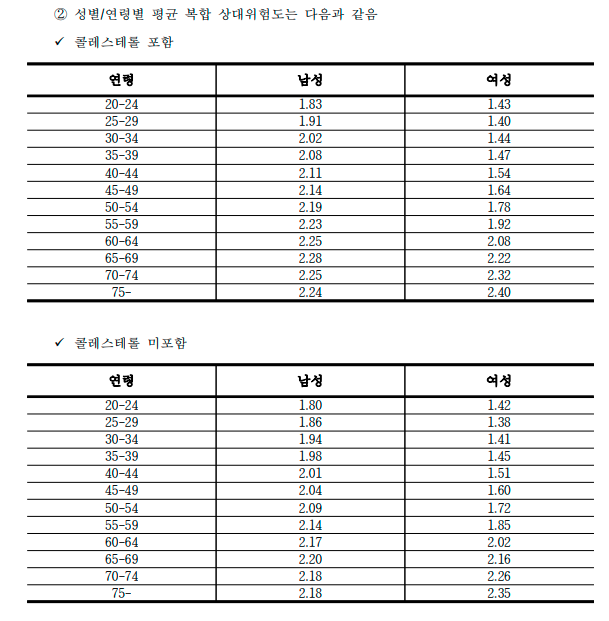 ② 성별/연령별 평균 복합 상대위험도는 다음과 같음
✓ 콜레스테롤 포함
연령 남성 여성
20-24 1.83 1.43
25-29 1.91 1.40
30-34 2.02 1.44
35-39 2.08 1.47
40-44 2.11 1.54
45-49 2.14 1.64
50-54 2.19 1.78
55-59 2.23 1.92
60-64 2.25 2.08
65-69 2.28 2.22
70-74 2.25 2.32
75- 2.24 2.40
✓ 콜레스테롤 미포함
연령 남성 여성
20-24 1.80 1.42
25-29 1.86 1.38
30-34 1.94 1.41
35-39 1.98 1.45
40-44 2.01 1.51
45-49 2.04 1.60
50-54 2.09 1.72
55-59 2.14 1.85
60-64 2.17 2.02
65-69 2.20 2.16
70-74 2.18 2.26
75- 2.18 2.35